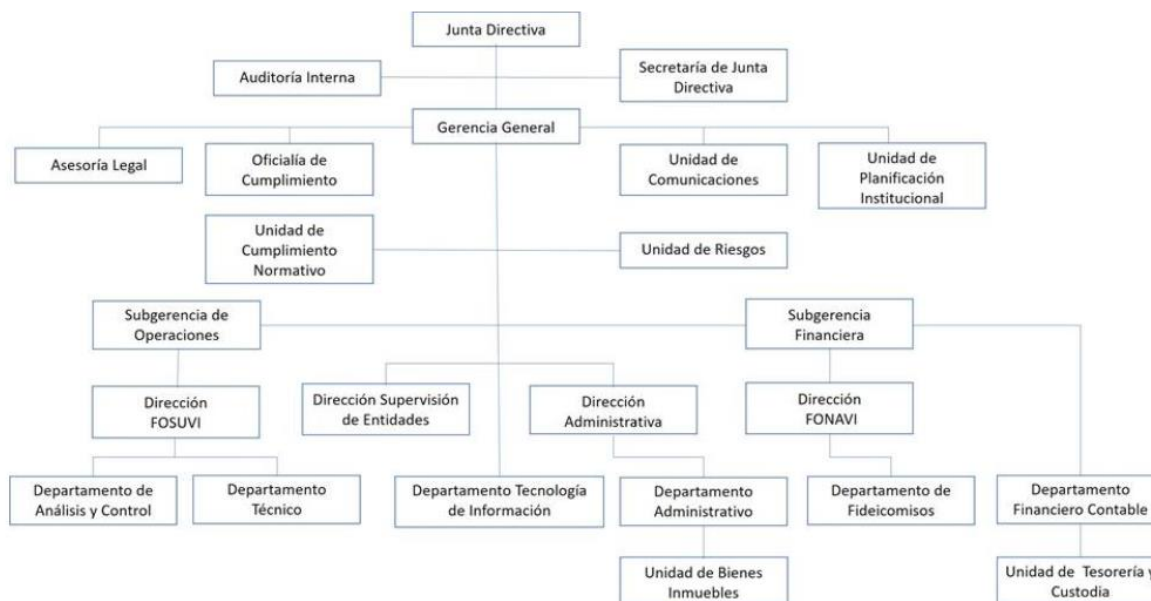 Junta Directiva
Auditoría Interna
Secretaría de Junta
Directiva
Gerencia General
Asesoría Legal
Oficialía de
Cumplimiento
Unidad de
Comunicaciones
Unidad de
Planificación
Institucional
Unidad de
Cumplimiento
Normativo
Unidad de Riesgos
Subgerencia de
Operaciones
Subgerencia
Financiera
Dirección
FOSUVI
Dirección Supervisión
de Entidades
Dirección
Administrativa
Dirección
FONAVI
Departamento de
Análisis y Control
Departamento
Técnico
Departamento Tecnología
de Información
Departamento
Administrativo
Departamento de
Fideicomisos
Departamento
Financiero Contable
Unidad de Bienes
Inmuebles
Unidad de Tesorería y
Custodia